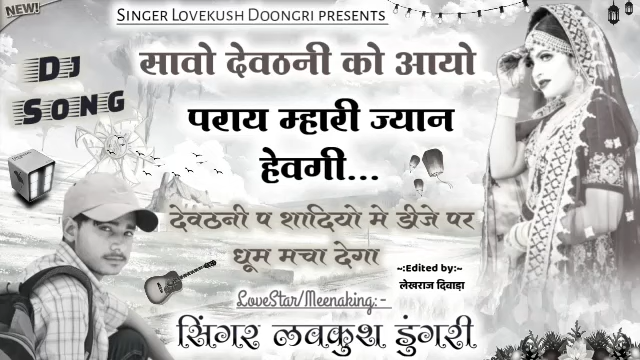 NEW!
SINGER LOVEKUSH DOONGRI PRESENTS
DJ
SONG
सावो देवठनी को आयो
पराय म्हारी ज्यान
हेवगी...
देवठनी प शादियो मे डीजे पर
धूम मचा देगा
~:Edited by:~
लेखराज दिवाड़ा
LoveStar/Meenaking:-
सिंगर लवकुश डुंगरी